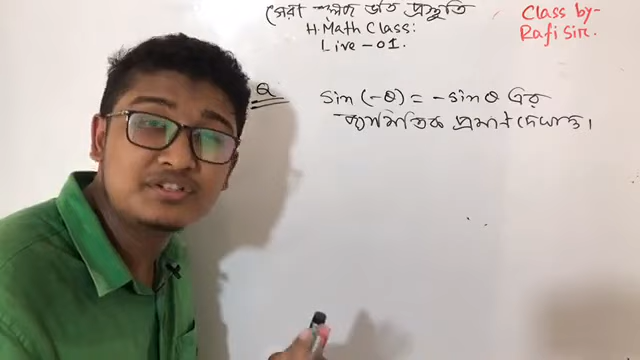 সেরা ভর্তি প্রস্তুতি
H.Math Class:
Live-01.
Class by-
Rafi Sir.
Q
Sin(-θ) = -sinθ এর
জ্যামিতিক প্রমাণ দেখাও।